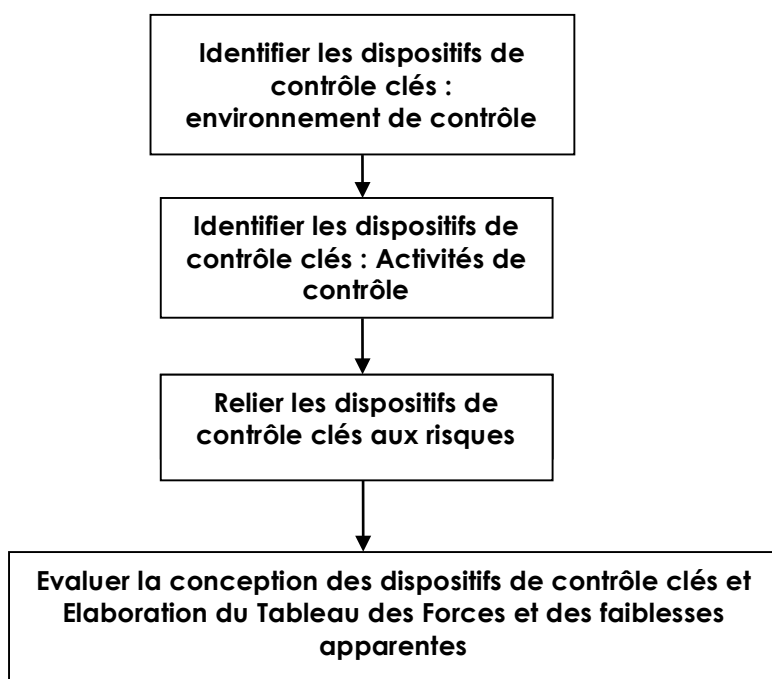 Identifier les dispositifs de
contrôle clés :
environnement de contrôle
Identifier les dispositifs de
contrôle clés : Activités de
contrôle
Relier les dispositifs de
contrôle clés aux risques
Evaluer la conception des dispositifs de contrôle clés et
Elaboration du Tableau des Forces et des faiblesses
apparentes